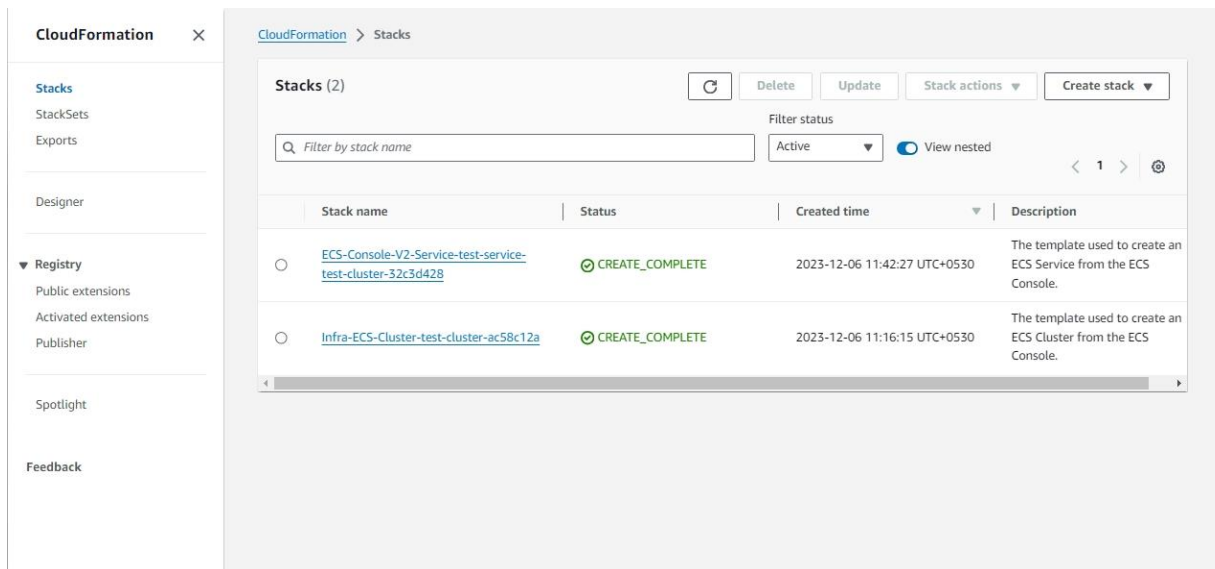 CloudFormation
Stacks
StackSets
Exports
Designer
Registry
Public extensions
Activated extensions
Publisher
Spotlight
Feedback
CloudFormation > Stacks
Stacks (2)
Delete
Update
Stack actions
Create stack
Filter status
Filter by stack name
Active
View nested
1
Stack name
Status
Created time
Description
ECS-Console-V2-Service-test-service-
test-cluster-32c3d428
CREATE_COMPLETE
2023-12-06 11:42:27 UTC+0530
The template used to create an
ECS Service from the ECS
Console.
Infra-ECS-Cluster-test-cluster-ac58c12a
CREATE_COMPLETE
2023-12-06 11:16:15 UTC+0530
The template used to create an
ECS Cluster from the ECS
Console.